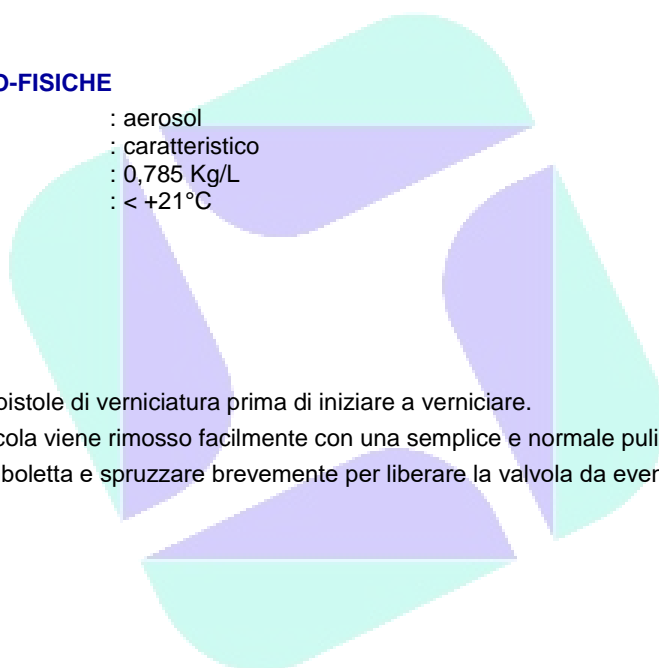 O-FISICHE
: aerosol
: caratteristico
: 0,785 Kg/L
: < +21°C
pistole di verniciatura prima di iniziare a verniciare.
cola viene rimosso facilmente con una semplice e normale puli
boletta e spruzzare brevemente per liberare la valvola da ever